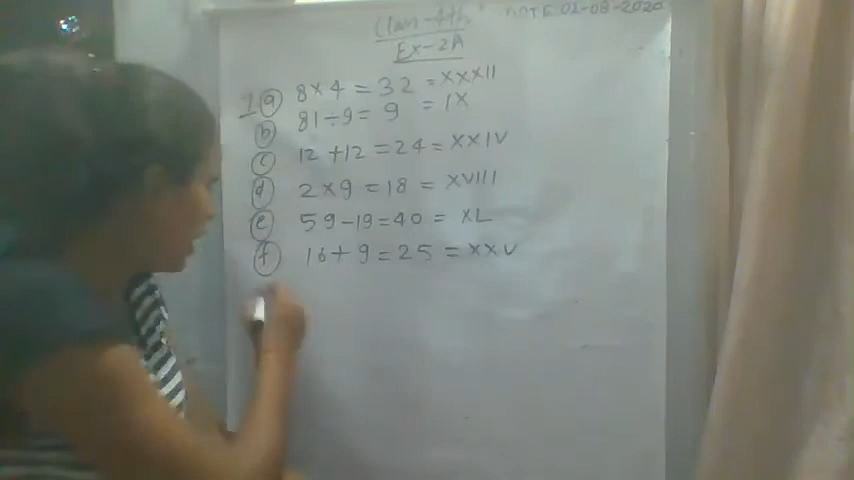 Class-4th
DATE 01-08-2020
Ex-2A
1 a 8×4=32 =XXXII
b 81÷9=9 =IX
c 12+12=24=XXIV
d 2×9=18=XVIII
e 59-19=40=XL
f 16+9=25=XXV